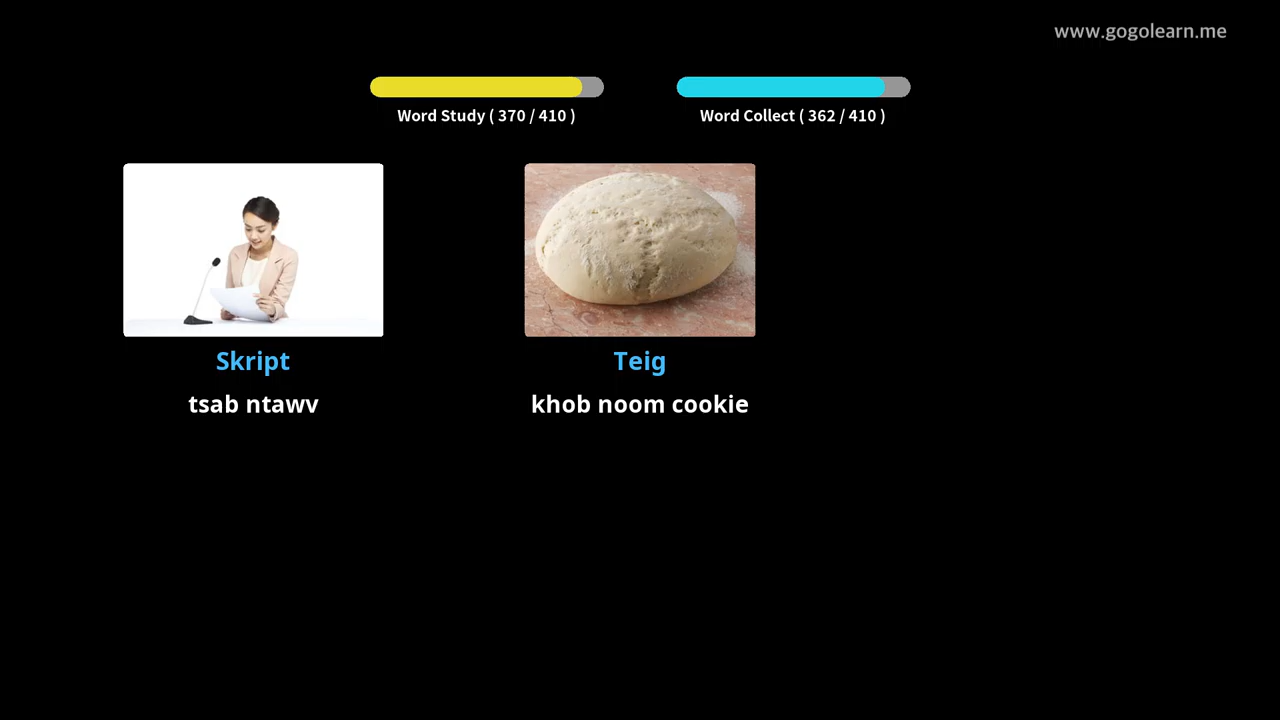 www.gogolearn.me
Word Study ( 370 / 410 )
Word Collect ( 362 / 410 )
Skript
tsab ntawv
Teig
khob noom cookie